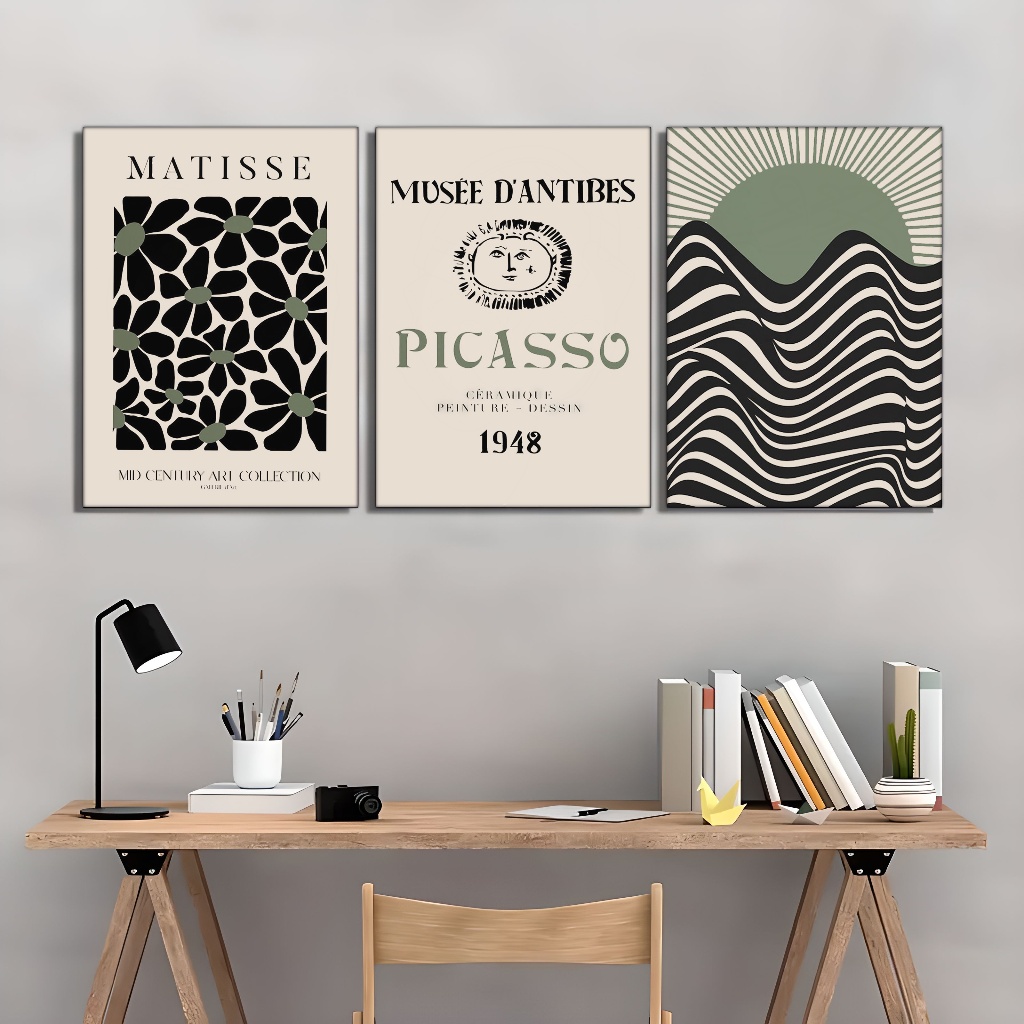 MATISSE
MID CENTURY ART COLLECTION
MUSÉE D'ANTIBES
PICASSO
CÉRAMIQUE
PEINTURE - DESSIN
1948